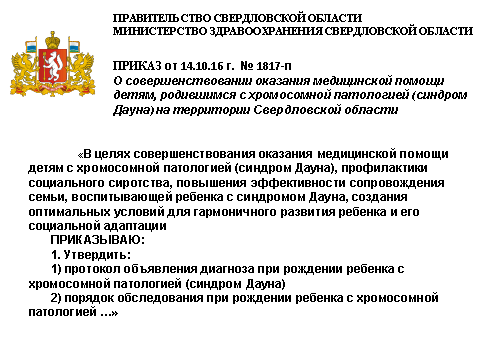 ПРАВИТЕЛЬСТВО СВЕРДЛОВСКОЙ ОБЛАСТИ
МИНИСТЕРСТВО ЗДРАВООХРАНЕНИЯ СВЕРДЛОВСКОЙ ОБЛАСТИ
ПРИКАЗ от 14.10.16 г. № 1817-п
О совершенствовании оказания медицинской помощи
детям, родившимся с хромосомной патологией (синдром
Дауна) на территории Свердловской области
«В целях совершенствования оказания медицинской помощи
детям с хромосомной патологией (синдром Дауна), профилактики
социального сиротства, повышения эффективности сопровождения
семьи, воспитывающей ребенка с синдромом Дауна, создания
оптимальных условий для гармоничного развития ребенка и его
социальной адаптации
ПРИКАЗЫВАЮ:
1. Утвердить:
1) протокол объявления диагноза при рождении ребенка с
хромосомной патологией (синдром Дауна)
2) порядок обследования при рождении ребенка с хромосомной
патологией ...»